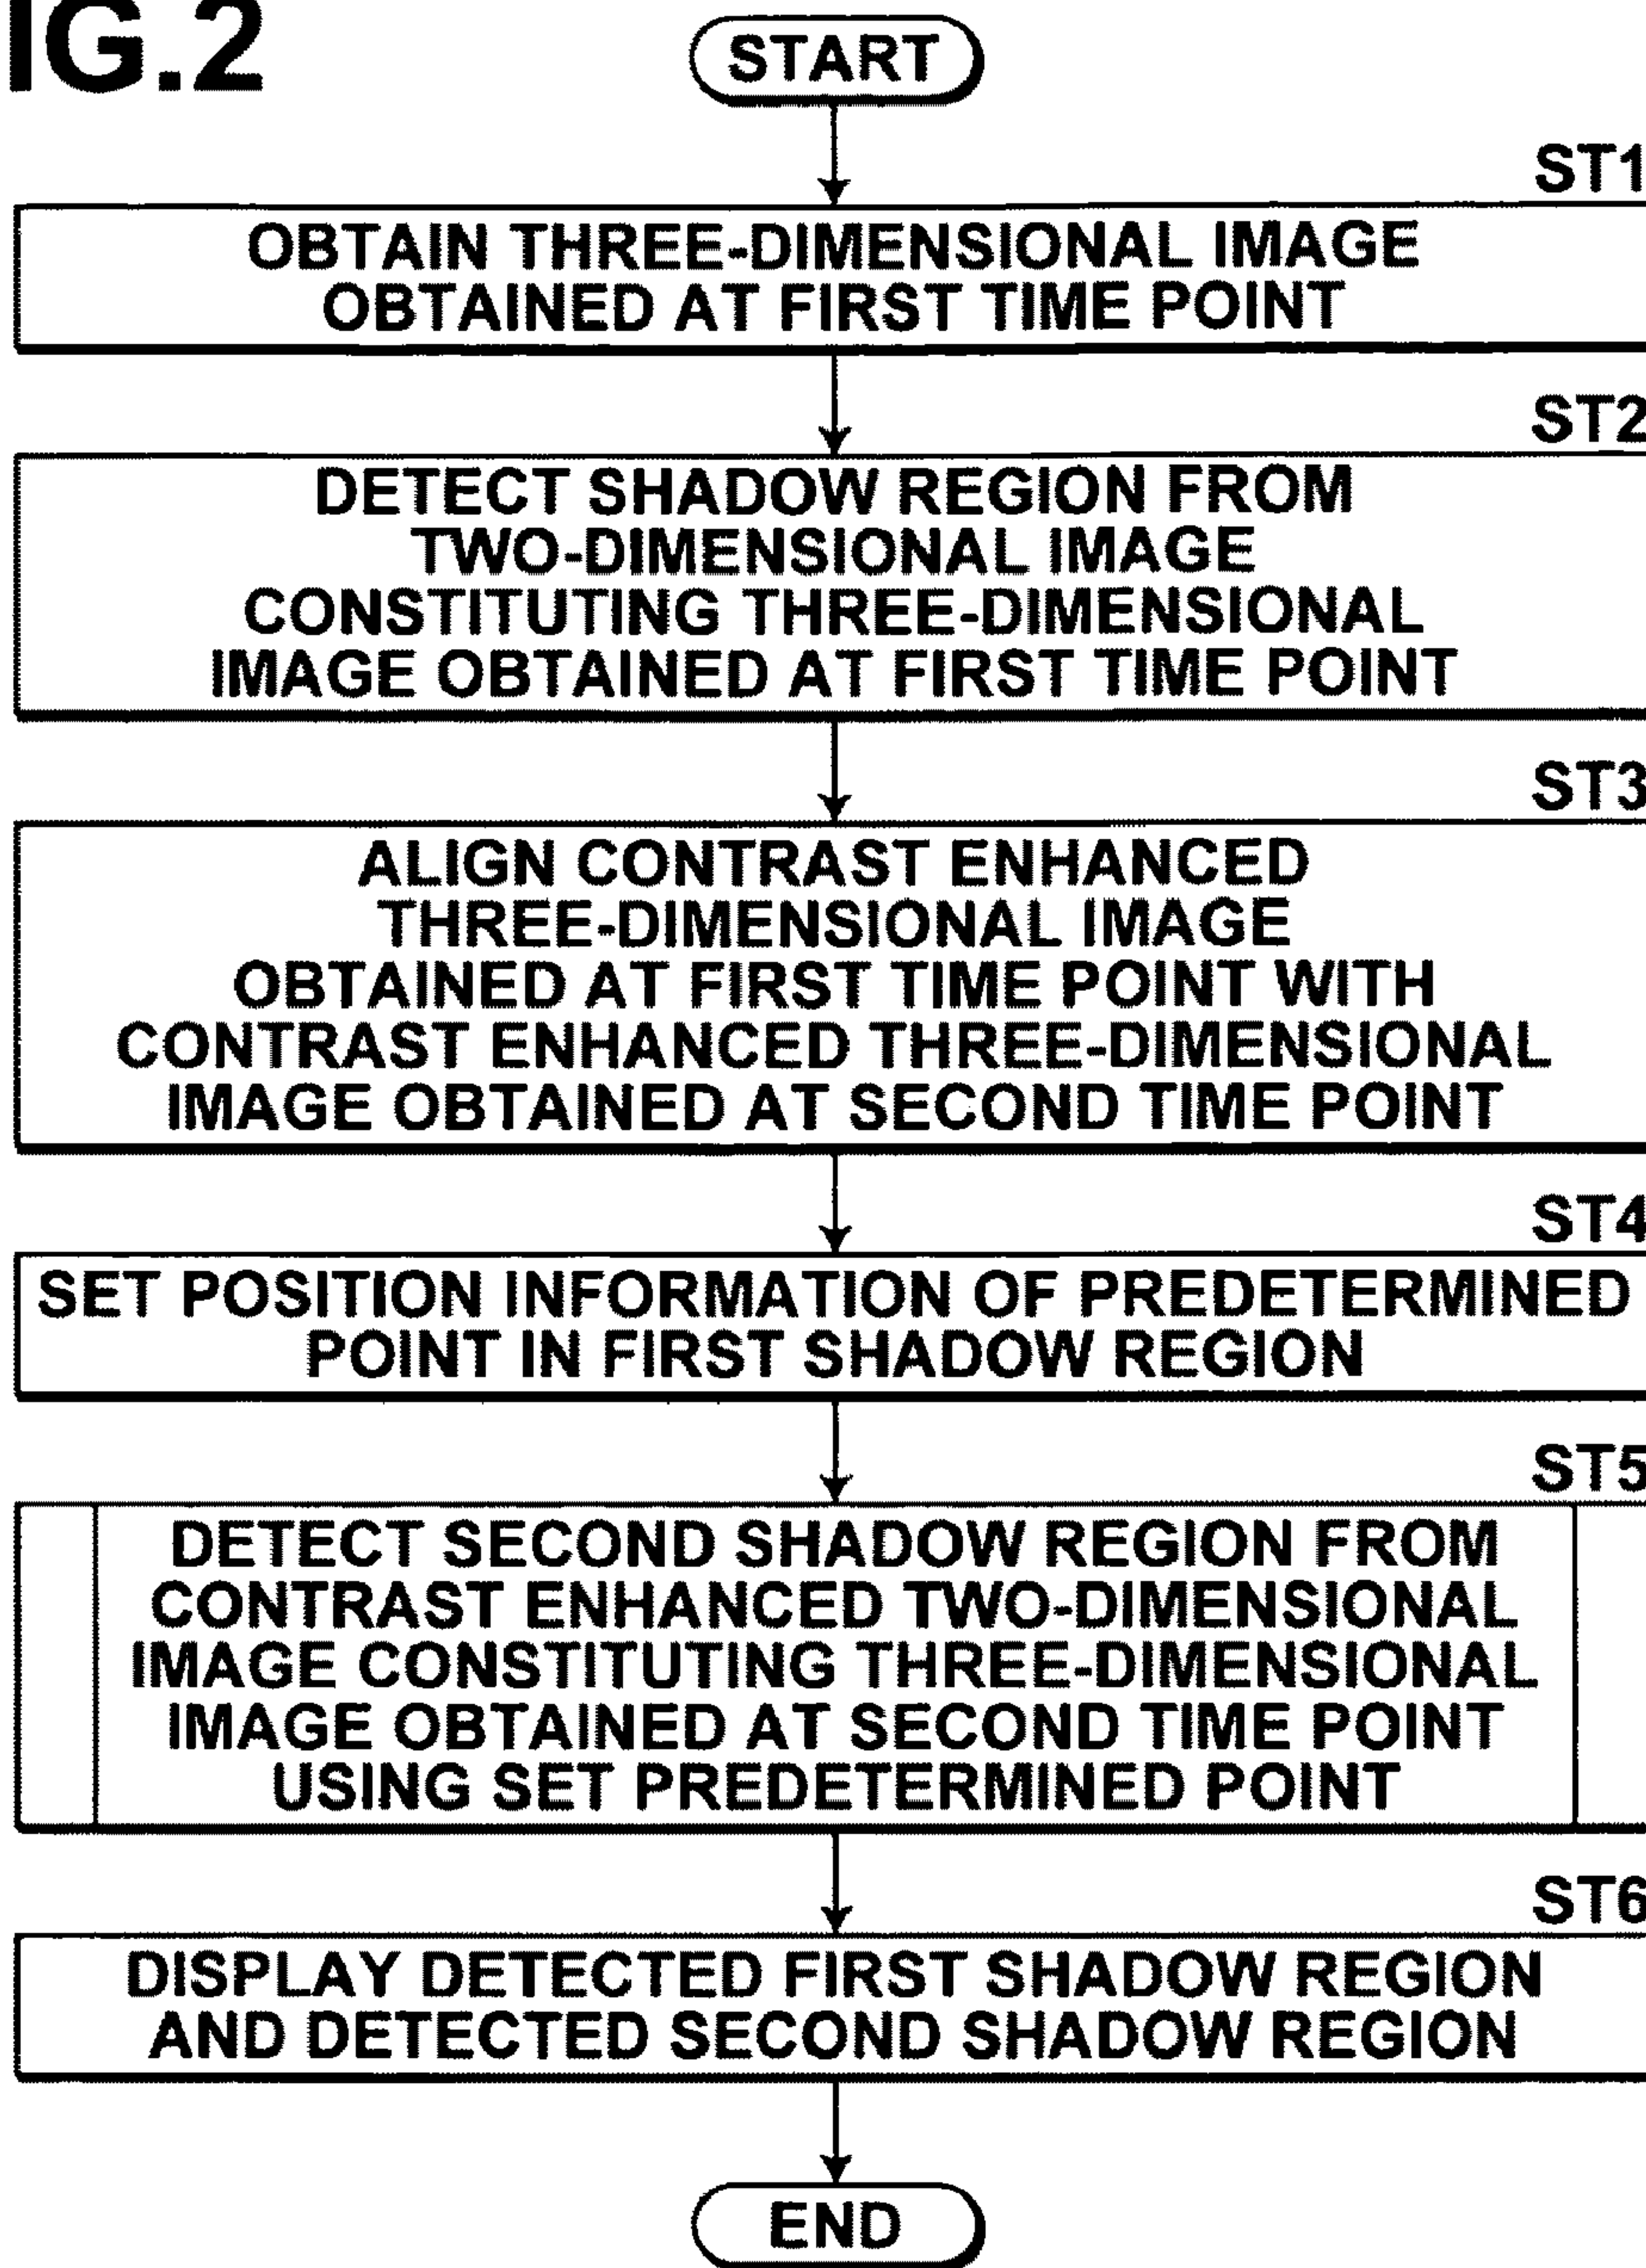 IG.2
START
ST1
OBTAIN THREE-DIMENSIONAL IMAGE
OBTAINED AT FIRST TIME POINT
ST2
DETECT SHADOW REGION FROM
TWO-DIMENSIONAL IMAGE
CONSTITUTING THREE-DIMENSIONAL
IMAGE OBTAINED AT FIRST TIME POINT
ST3
ALIGN CONTRAST ENHANCED
THREE-DIMENSIONAL IMAGE
OBTAINED AT FIRST TIME POINT WITH
CONTRAST ENHANCED THREE-DIMENSIONAL
IMAGE OBTAINED AT SECOND TIME POINT
ST4
SET POSITION INFORMATION OF PREDETERMINED
POINT IN FIRST SHADOW REGION
ST5
DETECT SECOND SHADOW REGION FROM
CONTRAST ENHANCED TWO-DIMENSIONAL
IMAGE CONSTITUTING THREE-DIMENSIONAL
IMAGE OBTAINED AT SECOND TIME POINT
USING SET PREDETERMINED POINT
ST6
DISPLAY DETECTED FIRST SHADOW REGION
AND DETECTED SECOND SHADOW REGION
END